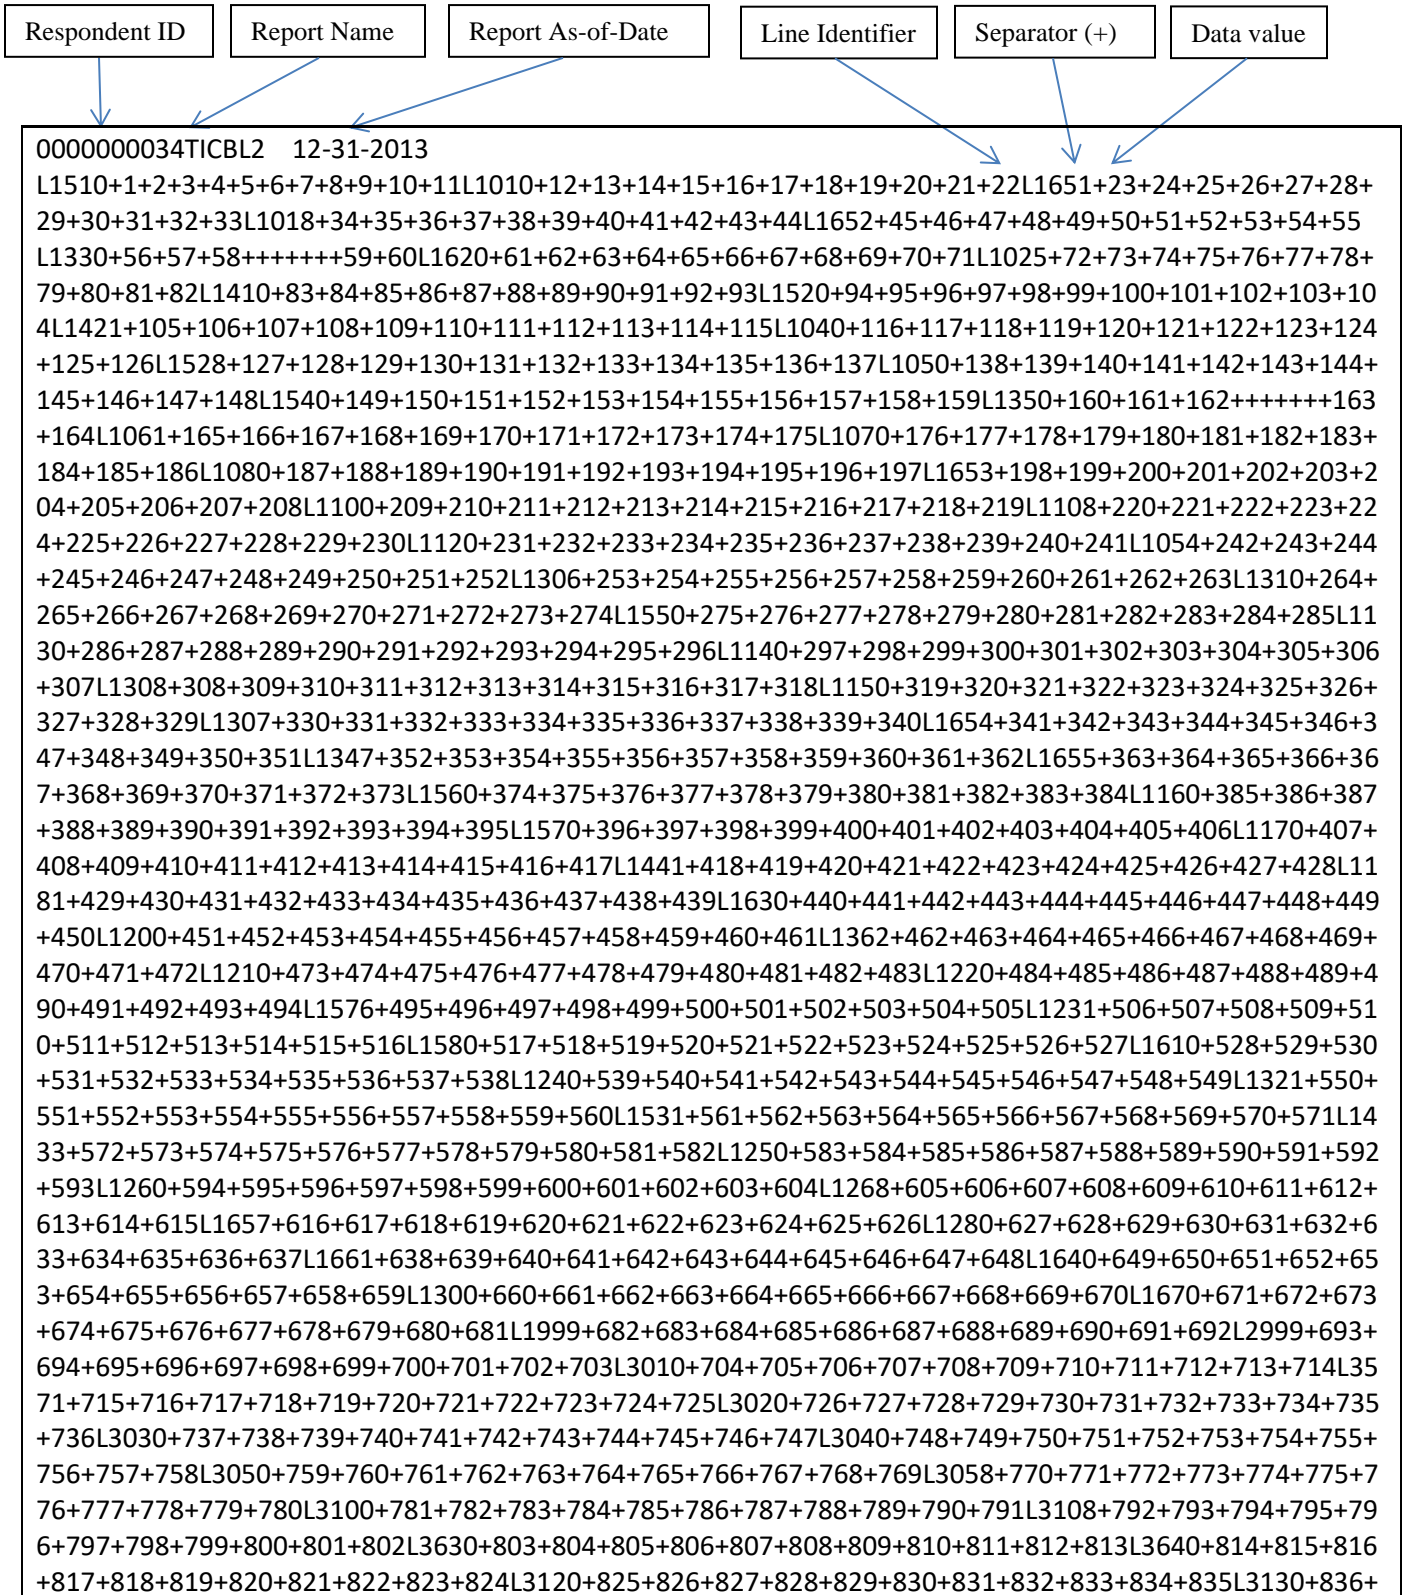 Respondent ID
Report Name
Report As-of-Date
Line Identifier
Separator (+)
Data value
0000000034TICBL2    12-31-2013
L1510+1+2+3+4+5+6+7+8+9+10+11L1010+12+13+14+15+16+17+18+19+20+21+22L1651+23+24+25+26+27+28+
29+30+31+32+33L1018+34+35+36+37+38+39+40+41+42+43+44L1652+45+46+47+48+49+50+51+52+53+54+55
L1330+56+57+58+++++++59+60L1620+61+62+63+64+65+66+67+68+69+70+71L1025+72+73+74+75+76+77+78+
79+80+81+82L1410+83+84+85+86+87+88+89+90+91+92+93L1520+94+95+96+97+98+99+100+101+102+103+10
4L1421+105+106+107+108+109+110+111+112+113+114+115L1040+116+117+118+119+120+121+122+123+124
+125+126L1528+127+128+129+130+131+132+133+134+135+136+137L1050+138+139+140+141+142+143+144+
145+146+147+148L1540+149+150+151+152+153+154+155+156+157+158+159L1350+160+161+162+++++++163
+164L1061+165+166+167+168+169+170+171+172+173+174+175L1070+176+177+178+179+180+181+182+183+
184+185+186L1080+187+188+189+190+191+192+193+194+195+196+197L1653+198+199+200+201+202+203+2
04+205+206+207+208L1100+209+210+211+212+213+214+215+216+217+218+219L1108+220+221+222+223+22
4+225+226+227+228+229+230L1120+231+232+233+234+235+236+237+238+239+240+241L1054+242+243+244
+245+246+247+248+249+250+251+252L1306+253+254+255+256+257+258+259+260+261+262+263L1310+264+
265+266+267+268+269+270+271+272+273+274L1550+275+276+277+278+279+280+281+282+283+284+285L11
30+286+287+288+289+290+291+292+293+294+295+296L1140+297+298+299+300+301+302+303+304+305+306
+307L1308+308+309+310+311+312+313+314+315+316+317+318L1150+319+320+321+322+323+324+325+326+
327+328+329L1307+330+331+332+333+334+335+336+337+338+339+340L1654+341+342+343+344+345+346+3
47+348+349+350+351L1347+352+353+354+355+356+357+358+359+360+361+362L1655+363+364+365+366+36
7+368+369+370+371+372+373L1560+374+375+376+377+378+379+380+381+382+383+384L1160+385+386+387
+388+389+390+391+392+393+394+395L1570+396+397+398+399+400+401+402+403+404+405+406L1170+407+
408+409+410+411+412+413+414+415+416+417L1441+418+419+420+421+422+423+424+425+426+427+428L11
81+429+430+431+432+433+434+435+436+437+438+439L1630+440+441+442+443+444+445+446+447+448+449
+450L1200+451+452+453+454+455+456+457+458+459+460+461L1362+462+463+464+465+466+467+468+469+
470+471+472L1210+473+474+475+476+477+478+479+480+481+482+483L1220+484+485+486+487+488+489+4
90+491+492+493+494L1576+495+496+497+498+499+500+501+502+503+504+505L1231+506+507+508+509+51
0+511+512+513+514+515+516L1580+517+518+519+520+521+522+523+524+525+526+527L1610+528+529+530
+531+532+533+534+535+536+537+538L1240+539+540+541+542+543+544+545+546+547+548+549L1321+550+
551+552+553+554+555+556+557+558+559+560L1531+561+562+563+564+565+566+567+568+569+570+571L14
33+572+573+574+575+576+577+578+579+580+581+582L1250+583+584+585+586+587+588+589+590+591+592
+593L1260+594+595+596+597+598+599+600+601+602+603+604L1268+605+606+607+608+609+610+611+612+
613+614+615L1657+616+617+618+619+620+621+622+623+624+625+626L1280+627+628+629+630+631+632+6
33+634+635+636+637L1661+638+639+640+641+642+643+644+645+646+647+648L1640+649+650+651+652+65
3+654+655+656+657+658+659L1300+660+661+662+663+664+665+666+667+668+669+670L1670+671+672+673
+674+675+676+677+678+679+680+681L1999+682+683+684+685+686+687+688+689+690+691+692L2999+693+
694+695+696+697+698+699+700+701+702+703L3010+704+705+706+707+708+709+710+711+712+713+714L35
71+715+716+717+718+719+720+721+722+723+724+725L3020+726+727+728+729+730+731+732+733+734+735
+736L3030+737+738+739+740+741+742+743+744+745+746+747L3040+748+749+750+751+752+753+754+755+
756+757+758L3050+759+760+761+762+763+764+765+766+767+768+769L3058+770+771+772+773+774+775+7
76+777+778+779+780L3100+781+782+783+784+785+786+787+788+789+790+791L3108+792+793+794+795+79
6+797+798+799+800+801+802L3630+803+804+805+806+807+808+809+810+811+812+813L3640+814+815+816
+817+818+819+820+821+822+823+824L3120+825+826+827+828+829+830+831+832+833+834+835L3130+836+